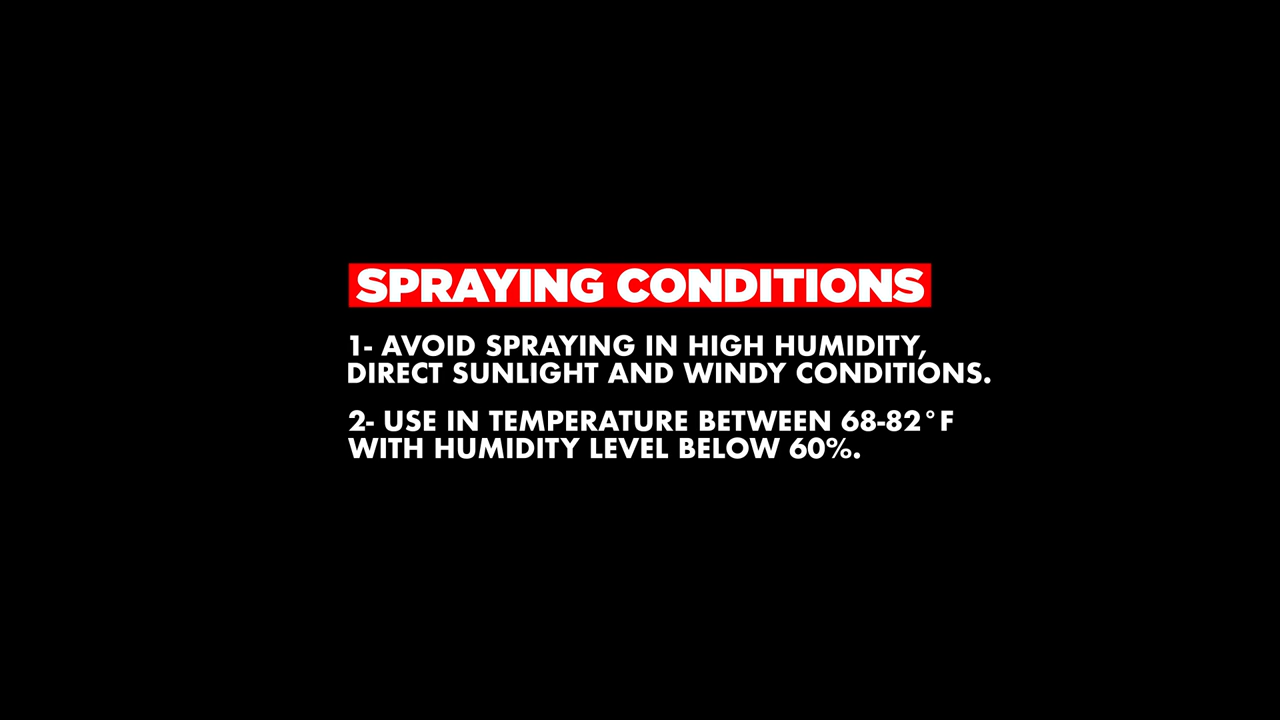 SPRAYING CONDITIONS
1- AVOID SPRAYING IN HIGH HUMIDITY,
DIRECT SUNLIGHT AND WINDY CONDITIONS.
2- USE IN TEMPERATURE BETWEEN 68-82°F
WITH HUMIDITY LEVEL BELOW 60%.